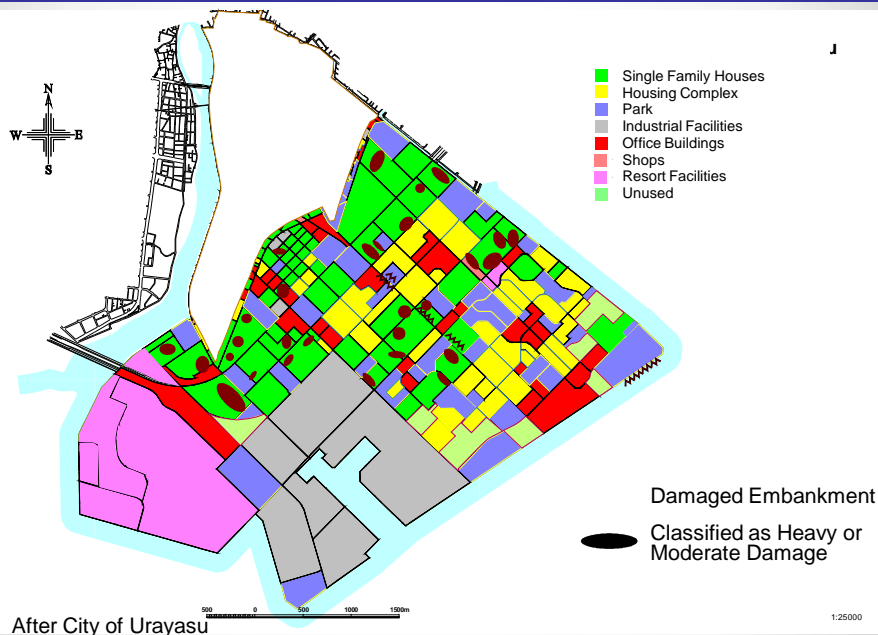 N
W E
S
Single Family Houses
Housing Complex
Park
Industrial Facilities
Office Buildings
Shops
Resort Facilities
Unused
Damaged Embankment
Classified as Heavy or
Moderate Damage
500 0 500 1000 1500m
1:25000
After City of Urayasu